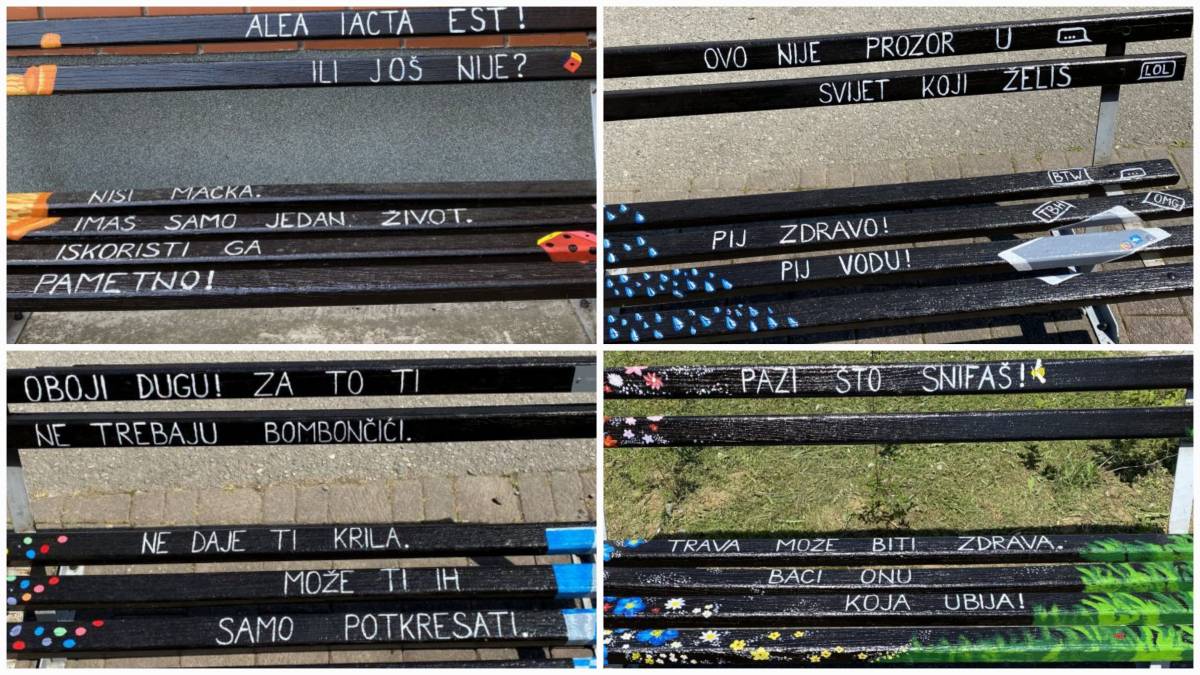 ALEA IACTA EST!
ILI JOŠ NIJE?
NISI MAČKA.
IMAŠ SAMO JEDAN ŽIVOT.
ISKORISTI GA
PAMETNO!
OVO NIJE PROZOR U ...
SVIJET KOJI ŽELIŠ LOL
BTW ...
PIJ ZDRAVO! TBH OMG
PIJ VODU!
OBOJI DUGU! ZA TO TI
NE TREBAJU BOMBONČIĆI.
NE DAJE TI KRILA.
MOŽE TI IH
SAMO POTKRESATI.
PAZI ŠTO SNIFAŠ!
TRAVA MOŽE BITI ZDRAVA.
BACI ONU
KOJA UBIJA!